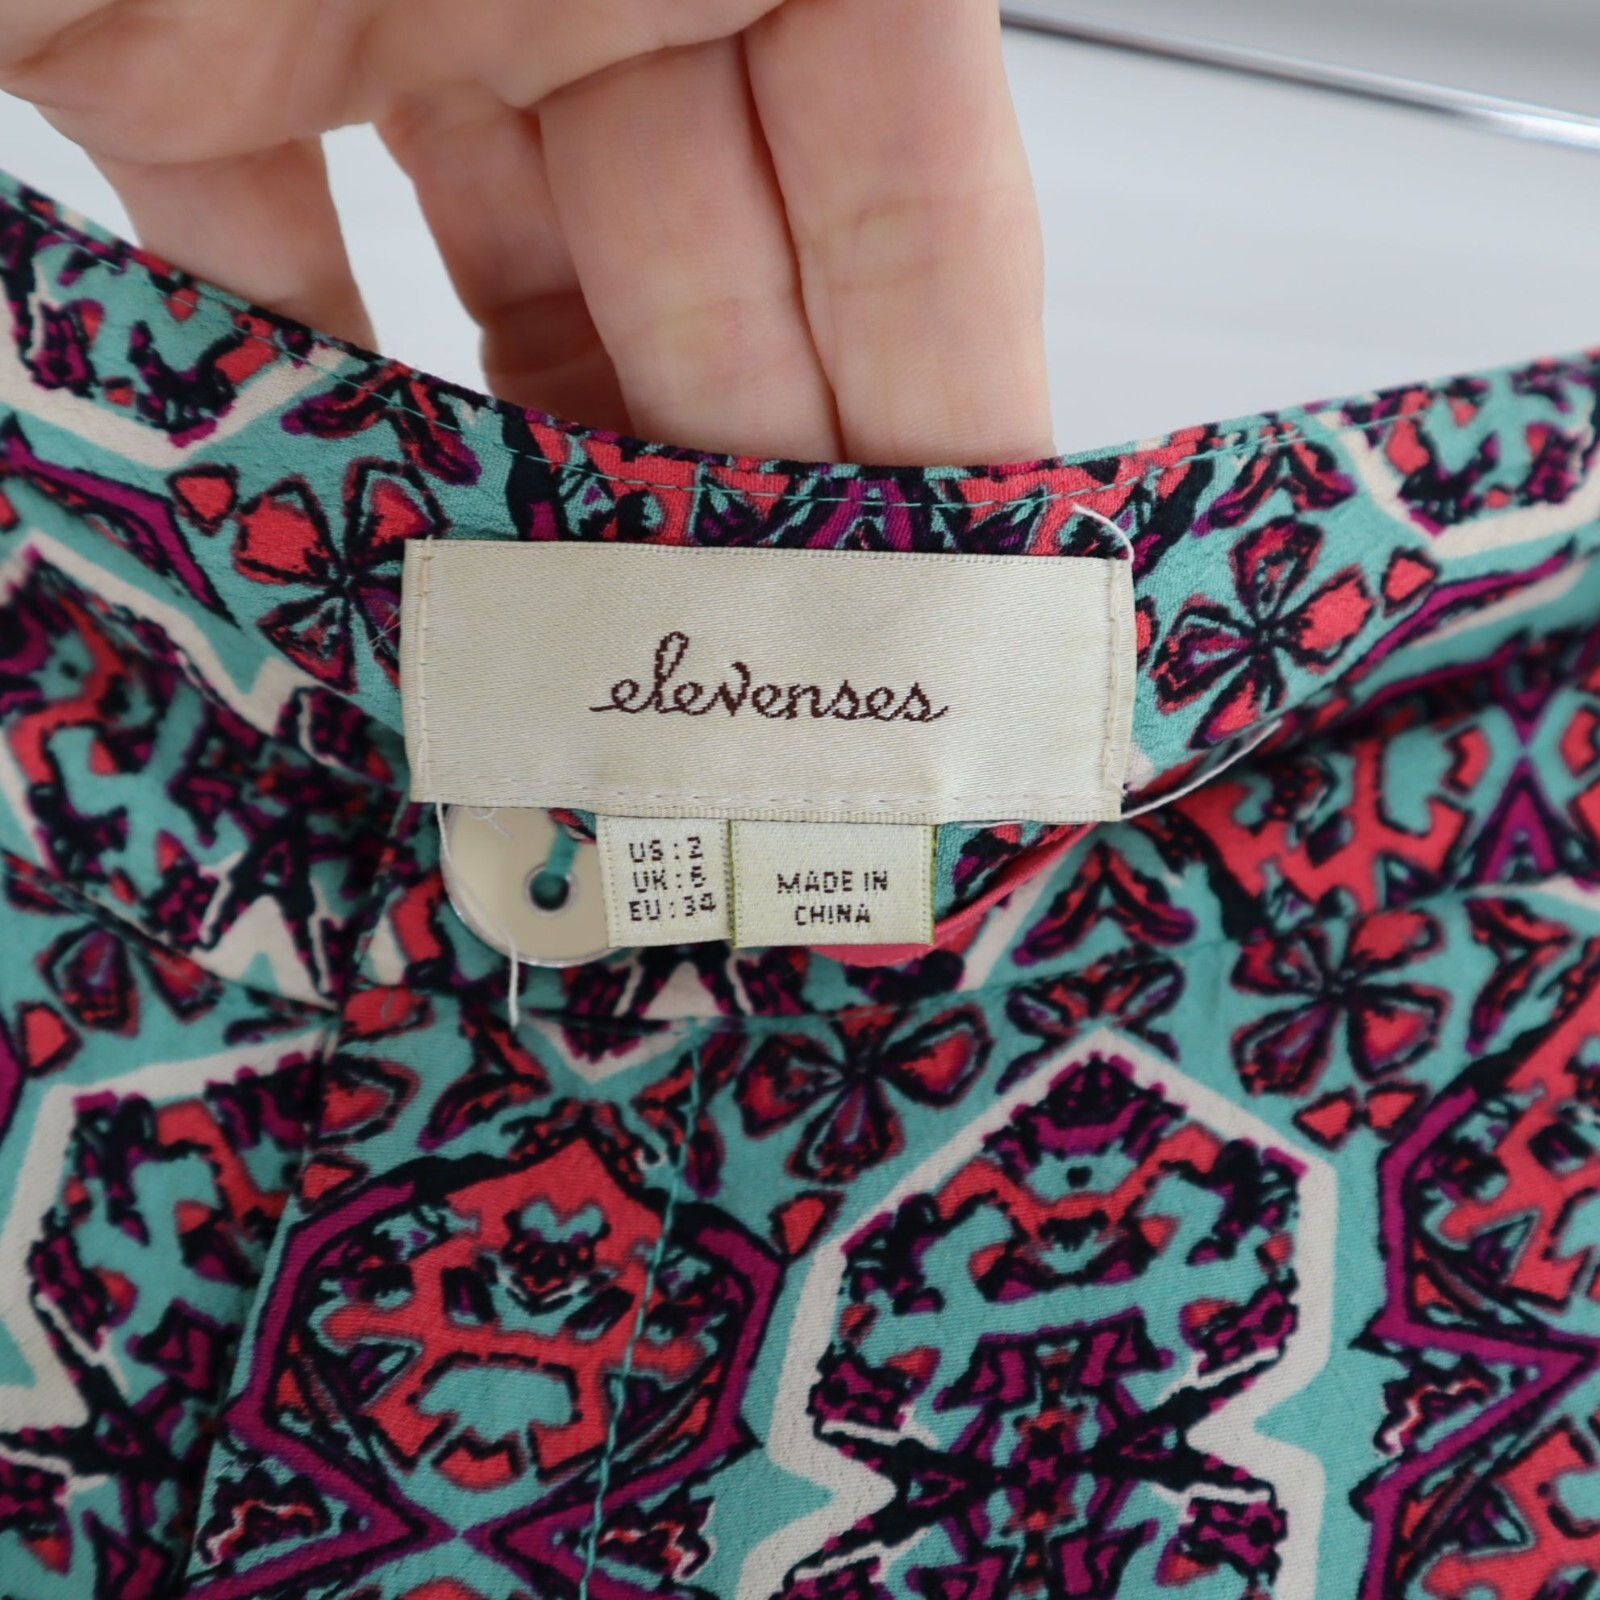 elevenses
US : 2
UK : 6
EU : 34
MADE IN
CHINA